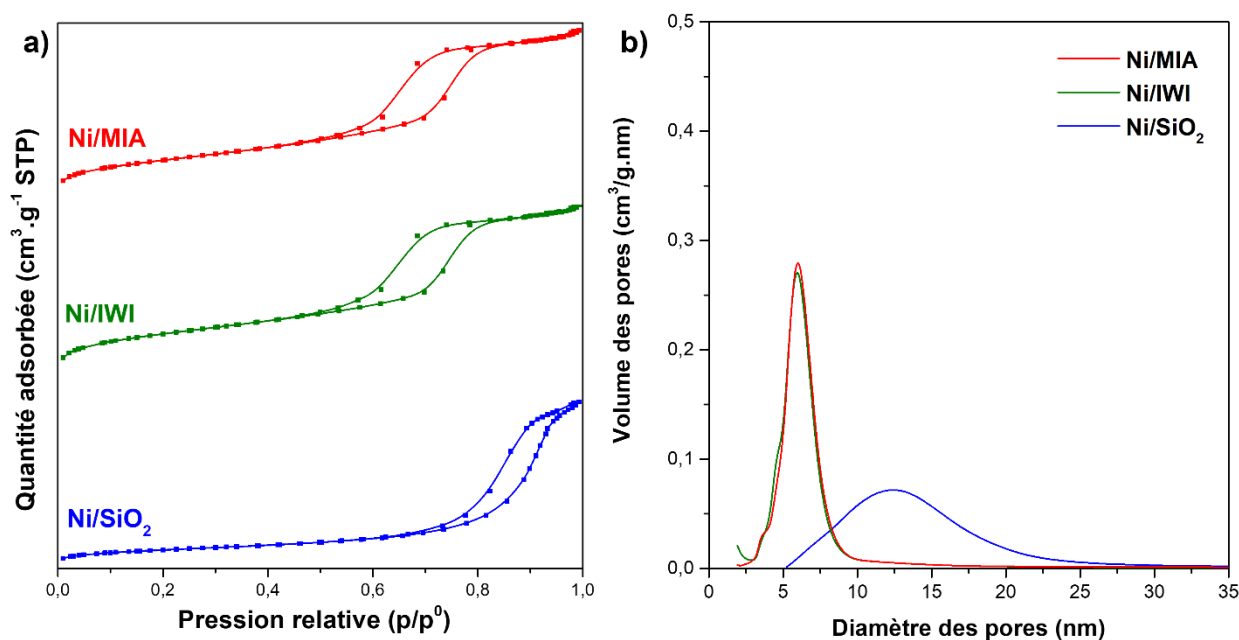 a)
Quantité adsorbée (cm³.g⁻¹ STP)
Ni/MIA
Ni/IWI
Ni/SiO₂
0,0 0,2 0,4 0,6 0,8 1,0
Pression relative (p/p⁰)
b)
Volume des pores (cm³/g.nm)
0,5
0,4
0,3
0,2
0,1
0,0
Ni/MIA
Ni/IWI
Ni/SiO₂
0 5 10 15 20 25 30 35
Diamètre des pores (nm)